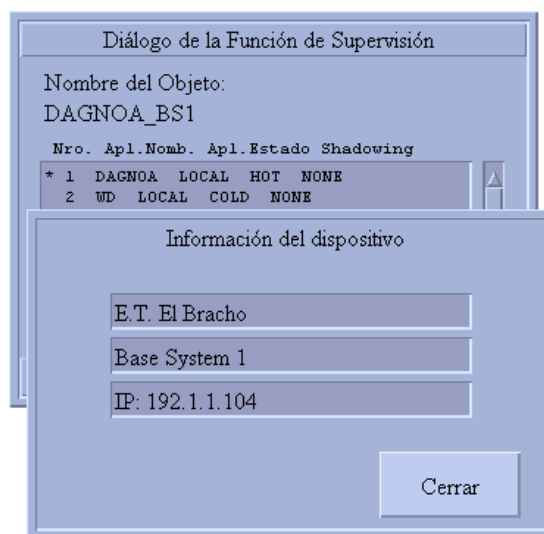 Diálogo de la Función de Supervisión
Nombre del Objeto:
DAGNOA_BS1
Nro. Apl.Nomb. Apl.Estado Shadowing
* 1 DAGNOA LOCAL HOT NONE
2 WD LOCAL COLD NONE
Información del dispositivo
E.T. El Bracho
Base System 1
IP: 192.1.1.104
Cerrar